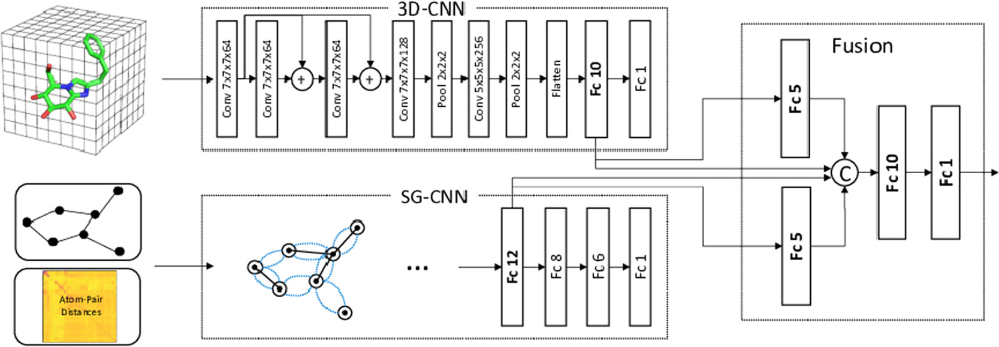 3D-CNN
Conv 7x7x7x64
Conv 7x7x7x64
+
Conv 7x7x7x64
+
Conv 7x7x7x128
Pool 2x2x2
Conv 5x5x5x256
Pool 2x2x2
Flatten
Fc 10
Fc 1
Atom-Pair
Distances
SG-CNN
...
Fc 12
Fc 8
Fc 6
Fc 1
Fusion
Fc 5
Fc 5
C
Fc 10
Fc 1